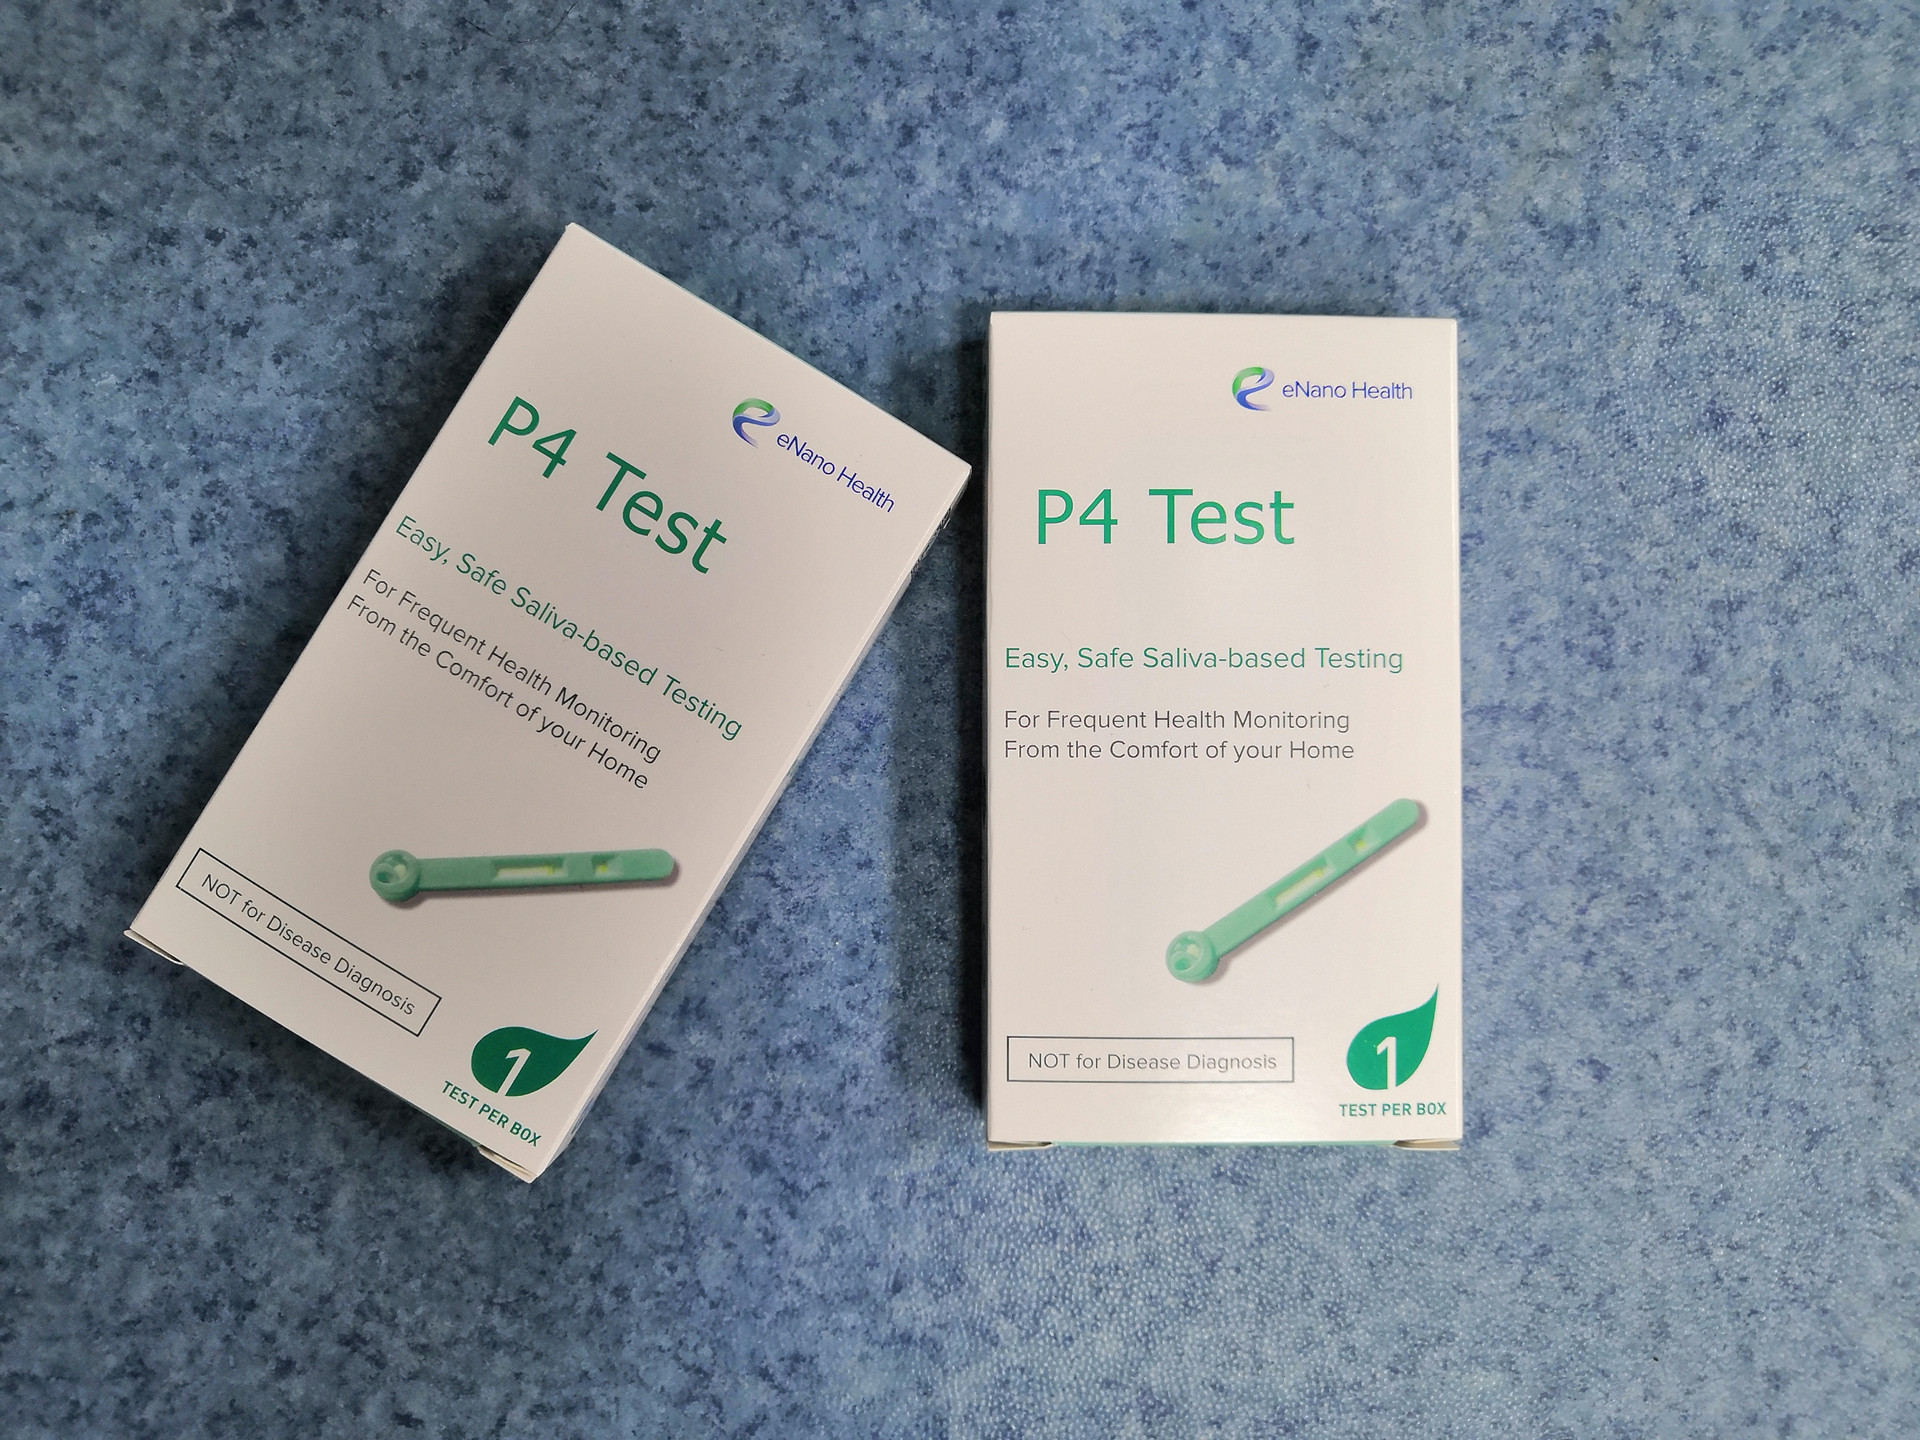 eNano Health
P4 Test
Easy, Safe Saliva-based Testing
For Frequent Health Monitoring
From the Comfort of your Home
NOT for Disease Diagnosis
1
TEST PER BOX
eNano Health
P4 Test
Easy, Safe Saliva-based Testing
For Frequent Health Monitoring
From the Comfort of your Home
NOT for Disease Diagnosis
1
TEST PER BOX